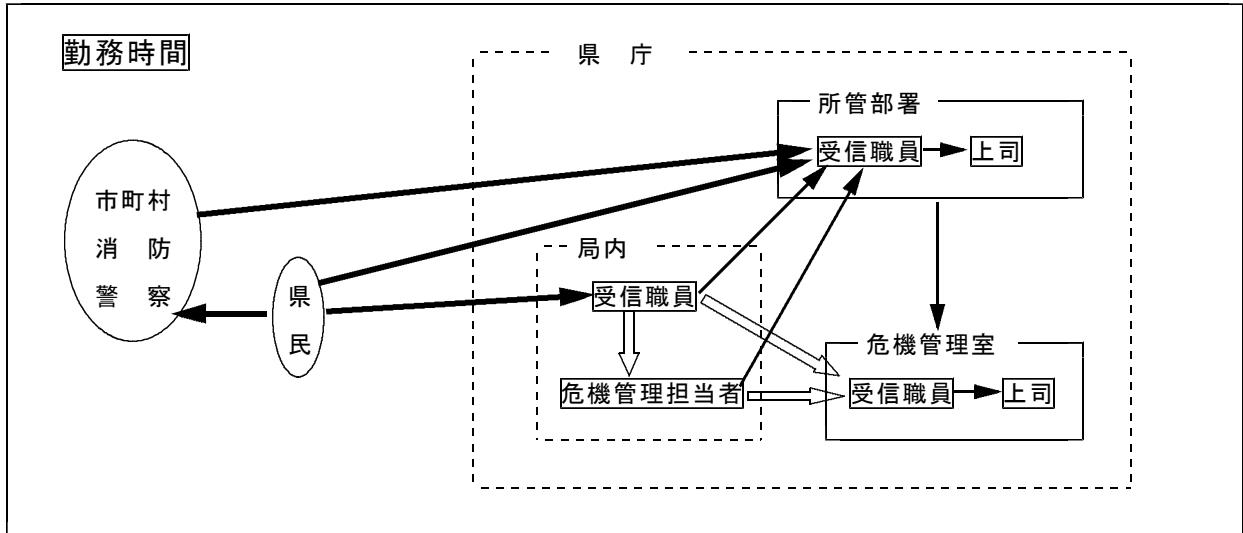 勤務時間
県 庁
所管部署
受信職員
上司
市町村
消 防
警 察
県
民
局内
受信職員
危機管理担当者
危機管理室
受信職員
上司